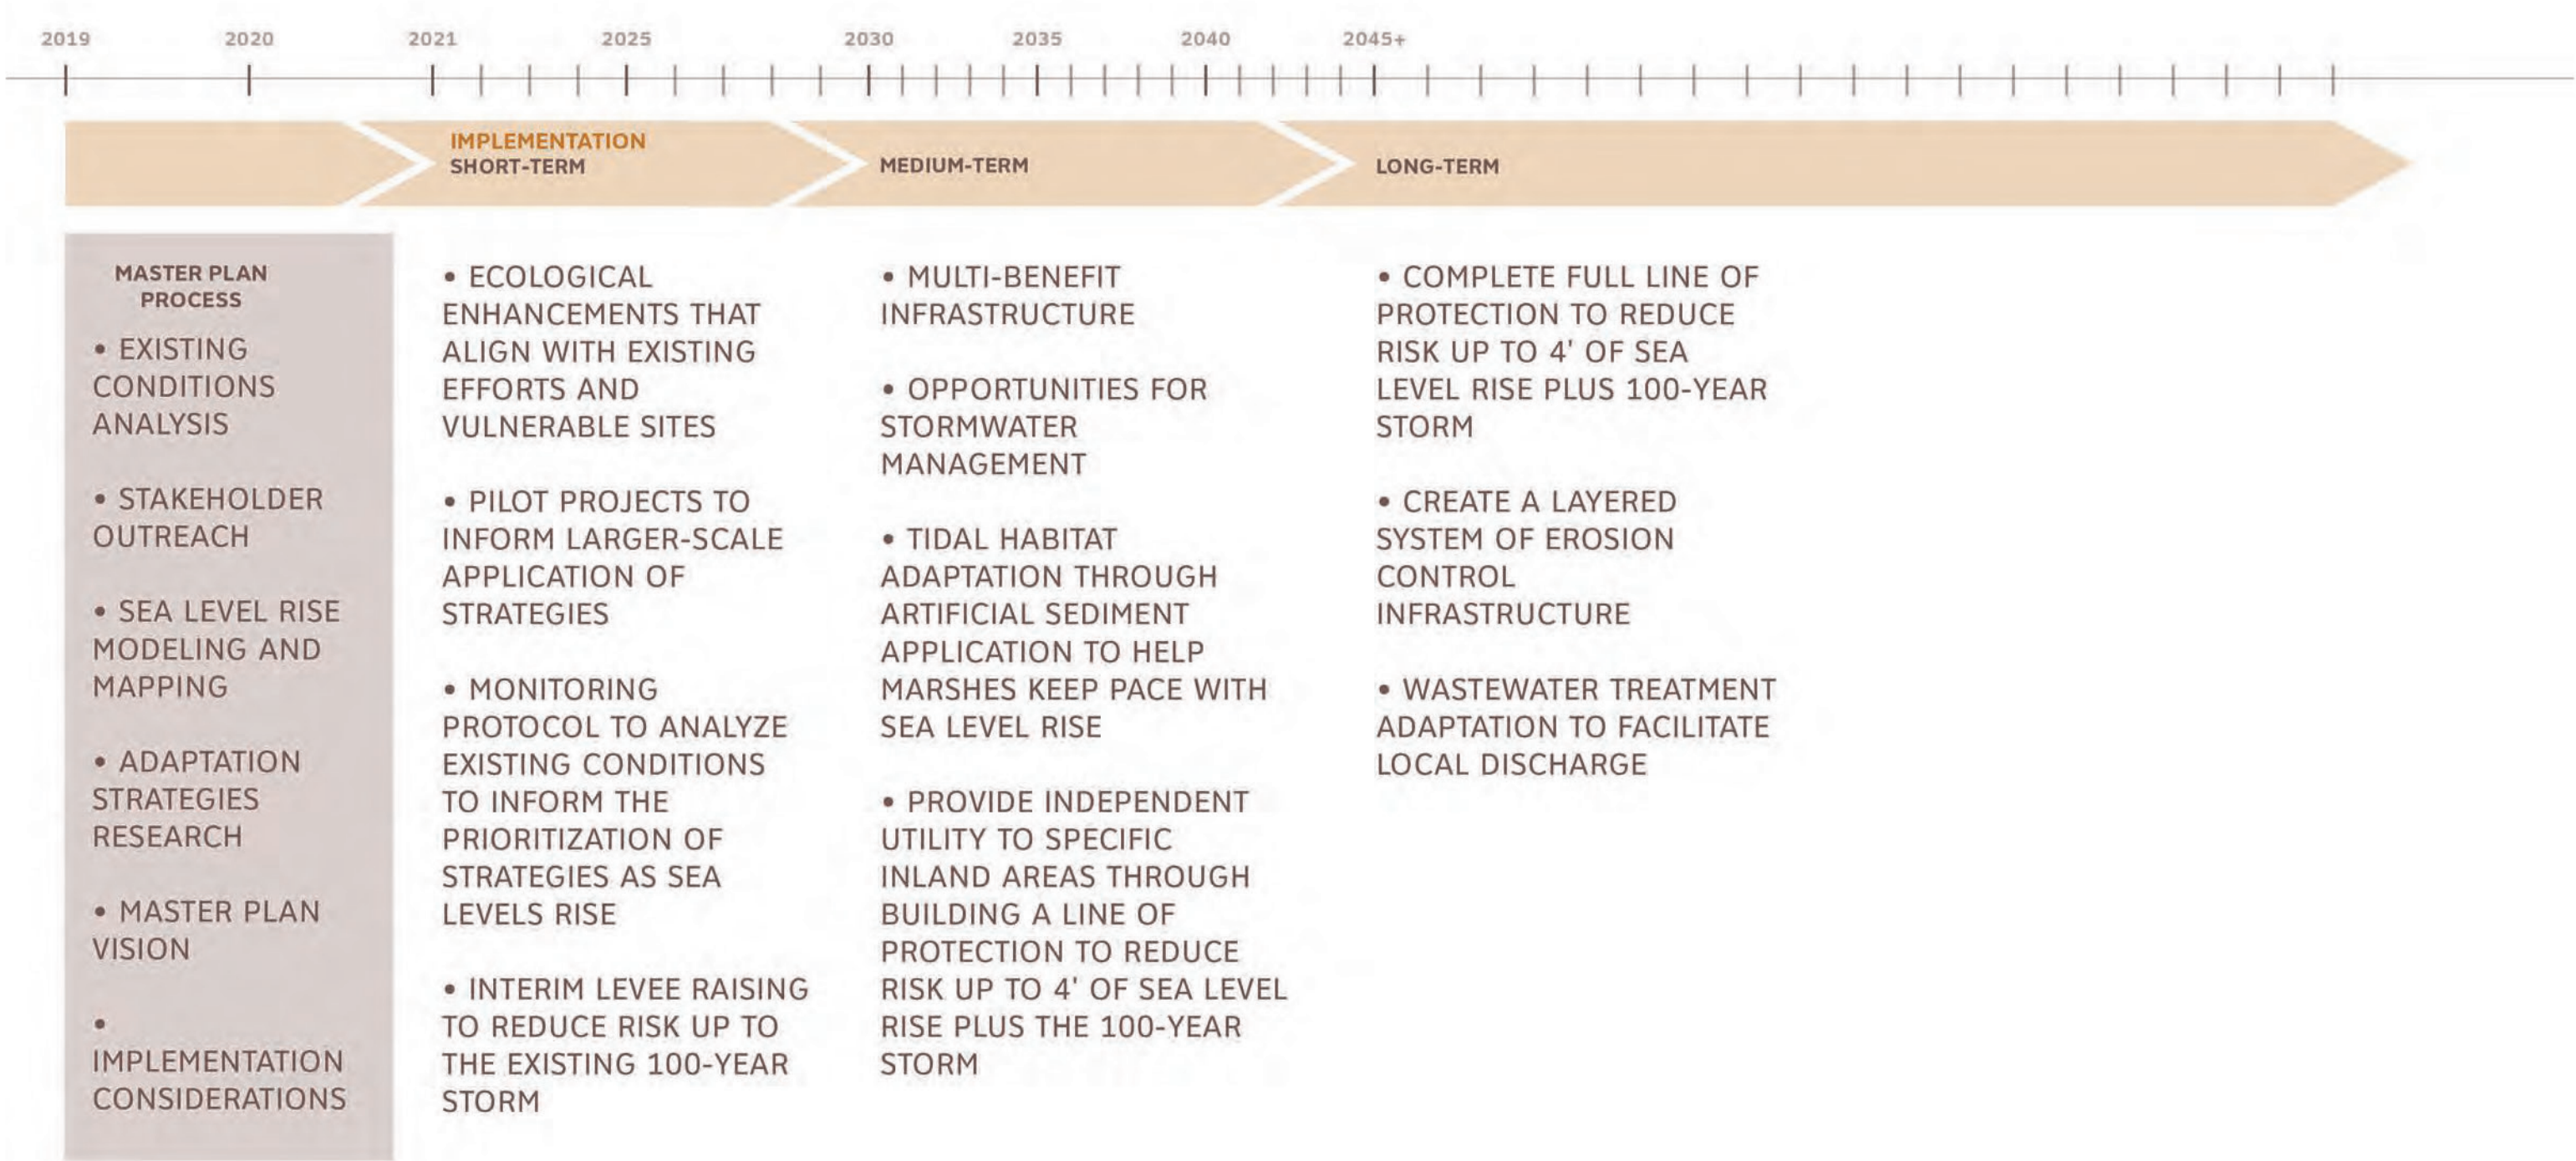 2019 2020 2021 2025 2030 2035 2040 2045+
IMPLEMENTATION
SHORT-TERM
MEDIUM-TERM
LONG-TERM
MASTER PLAN
PROCESS
• EXISTING
CONDITIONS
ANALYSIS
• STAKEHOLDER
OUTREACH
• SEA LEVEL RISE
MODELING AND
MAPPING
• ADAPTATION
STRATEGIES
RESEARCH
• MASTER PLAN
VISION
•
IMPLEMENTATION
CONSIDERATIONS
• ECOLOGICAL
ENHANCEMENTS THAT
ALIGN WITH EXISTING
EFFORTS AND
VULNERABLE SITES
• PILOT PROJECTS TO
INFORM LARGER-SCALE
APPLICATION OF
STRATEGIES
• MONITORING
PROTOCOL TO ANALYZE
EXISTING CONDITIONS
TO INFORM THE
PRIORITIZATION OF
STRATEGIES AS SEA
LEVELS RISE
• INTERIM LEVEE RAISING
TO REDUCE RISK UP TO
THE EXISTING 100-YEAR
STORM
• MULTI-BENEFIT
INFRASTRUCTURE
• OPPORTUNITIES FOR
STORMWATER
MANAGEMENT
• TIDAL HABITAT
ADAPTATION THROUGH
ARTIFICIAL SEDIMENT
APPLICATION TO HELP
MARSHES KEEP PACE WITH
SEA LEVEL RISE
• PROVIDE INDEPENDENT
UTILITY TO SPECIFIC
INLAND AREAS THROUGH
BUILDING A LINE OF
PROTECTION TO REDUCE
RISK UP TO 4' OF SEA LEVEL
RISE PLUS THE 100-YEAR
STORM
• COMPLETE FULL LINE OF
PROTECTION TO REDUCE
RISK UP TO 4' OF SEA
LEVEL RISE PLUS 100-YEAR
STORM
• CREATE A LAYERED
SYSTEM OF EROSION
CONTROL
INFRASTRUCTURE
• WASTEWATER TREATMENT
ADAPTATION TO FACILITATE
LOCAL DISCHARGE